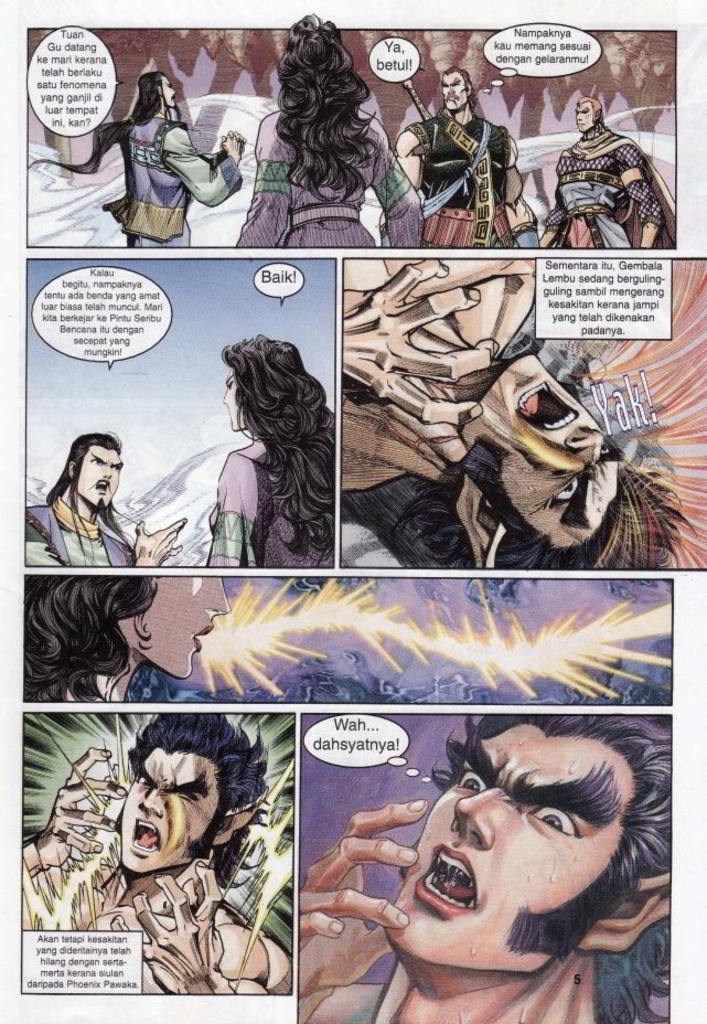 Tuan
Gu datang
ke mari kerana
telah berlaku
satu fenomena
yang ganjil di
luar tempat
ini, kan?
Ya,
betul!
Nampaknya
kau memang sesuai
dengan gelaranmu!
Kalau
begitu, nampaknya
tentu ada benda yang amat
luar biasa telah muncul. Mari
kita berkejar ke Pintu Seribu
Bencana itu dengan
secepat yang
mungkin!
Baik!
Sementara itu, Gembala
Lembu sedang berguling-
guling sambil mengerang
kesakitan kerana jampi
yang telah dikenakan
padanya.
Yak!
Akan tetapi kesakitan
yang dideritainya telah
hilang dengan serta-
merta kerana siulan
daripada Phoenix Pawaka.
Wah...
dahsyatnya!
5